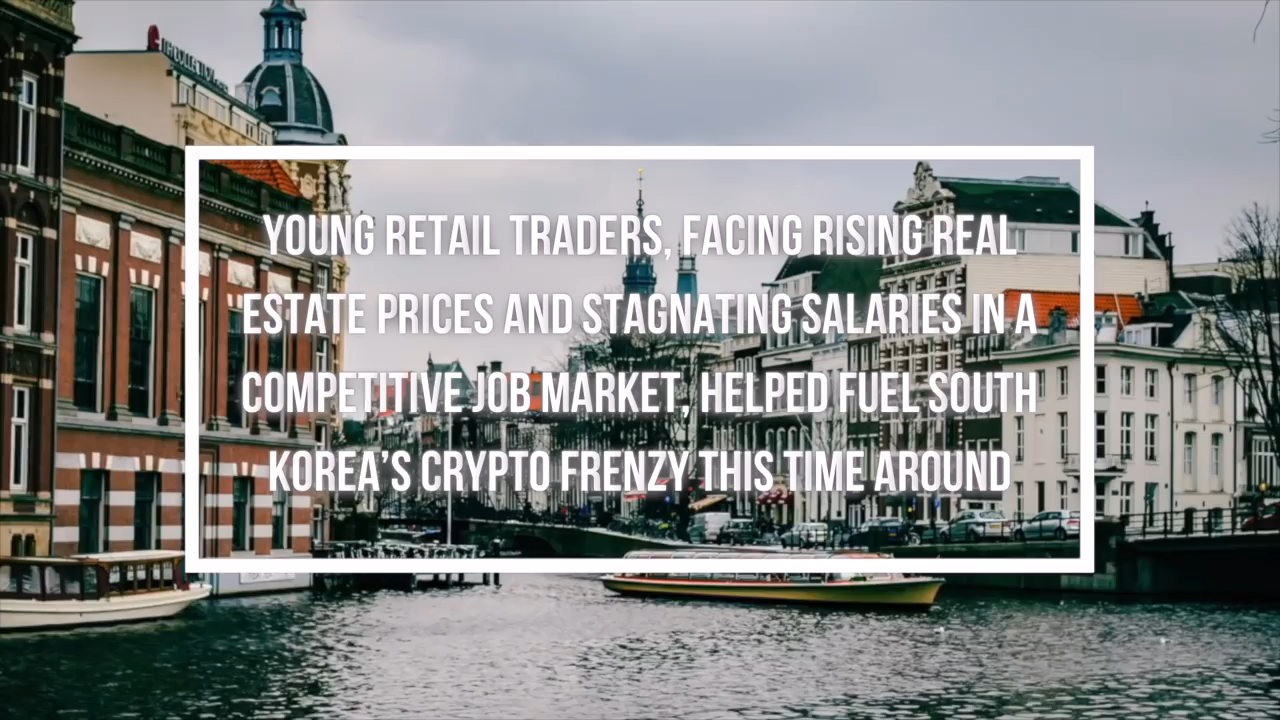 YOUNG RETAIL TRADERS, FACING RISING REAL
ESTATE PRICES AND STAGNATING SALARIES IN A
COMPETITIVE JOB MARKET, HELPED FUEL SOUTH
KOREA’S CRYPTO FRENZY THIS TIME AROUND